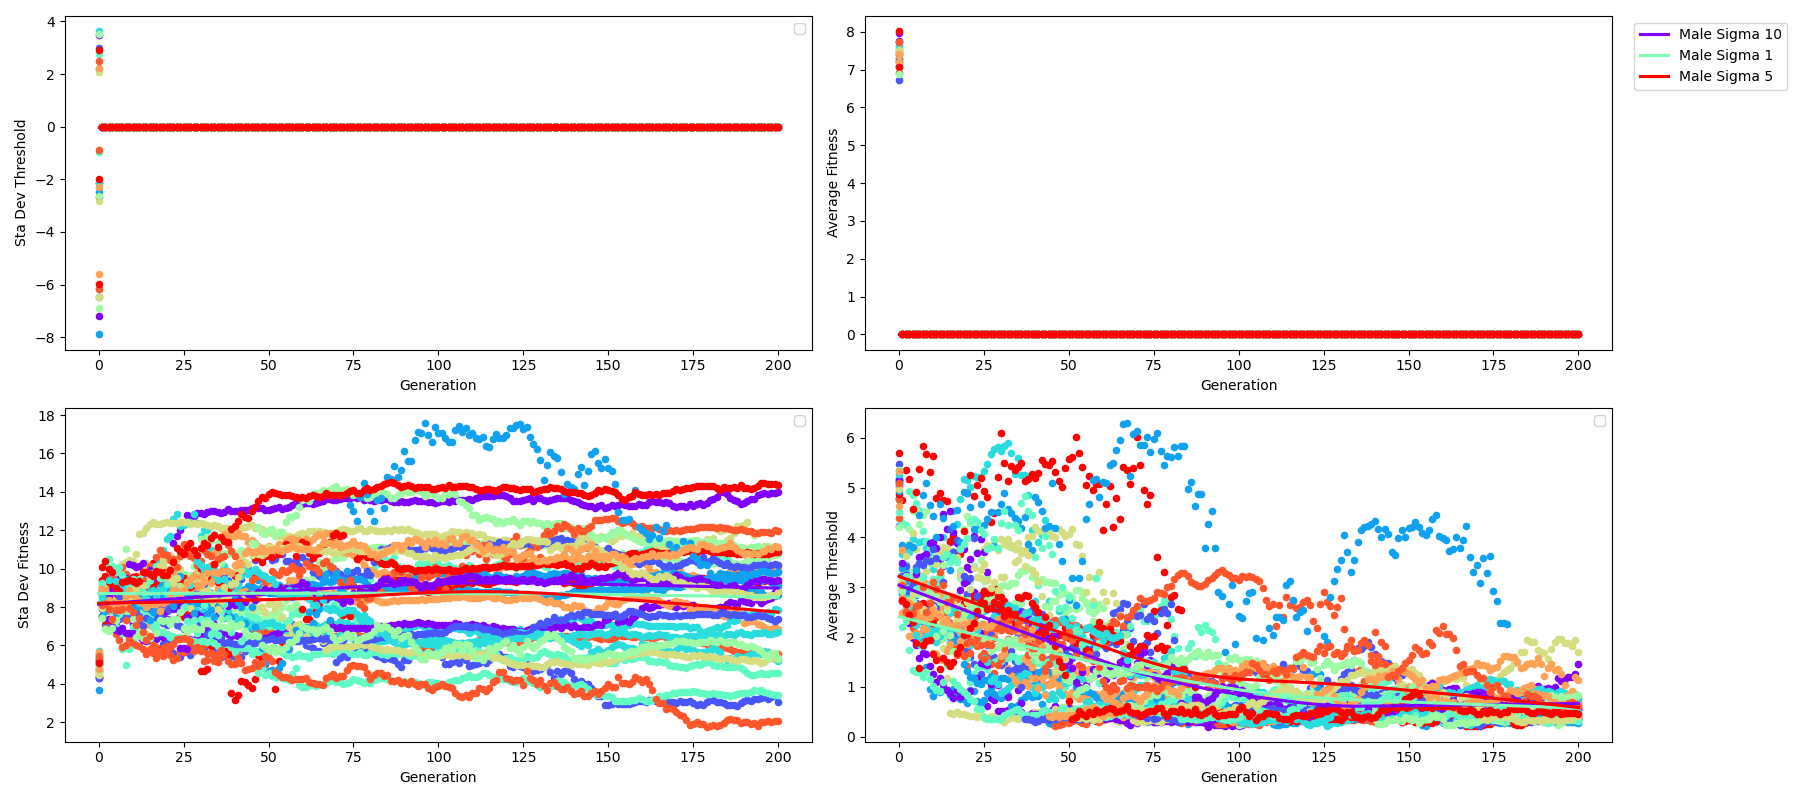 4
2
0
−2
−4
−6
−8
Sta Dev Threshold
0 25 50 75 100 125 150 175 200
Generation
8
7
6
5
4
3
2
1
0
Average Fitness
0 25 50 75 100 125 150 175 200
Generation
Male Sigma 10
Male Sigma 1
Male Sigma 5
18
16
14
12
10
8
6
4
2
Sta Dev Fitness
0 25 50 75 100 125 150 175 200
Generation
6
5
4
3
2
1
0
Average Threshold
0 25 50 75 100 125 150 175 200
Generation